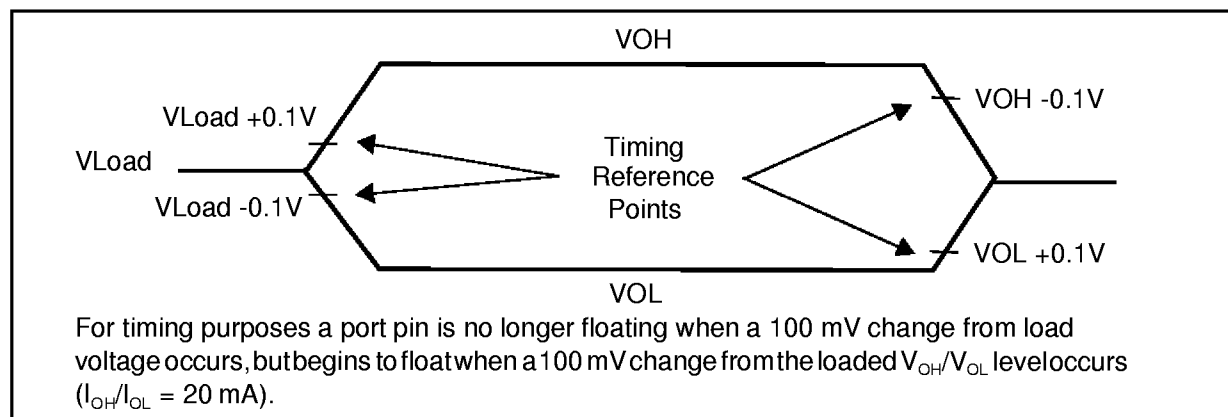 VOH
VLoad +0.1V
VOH -0.1V
Timing
Reference
Points
VLoad
VLoad -0.1V
VOL +0.1V
VOL
For timing purposes a port pin is no longer floating when a 100 mV change from load
voltage occurs, but begins to float when a 100 mV change from the loaded VOH/VOL level occurs
(IOH/IOL = 20 mA).